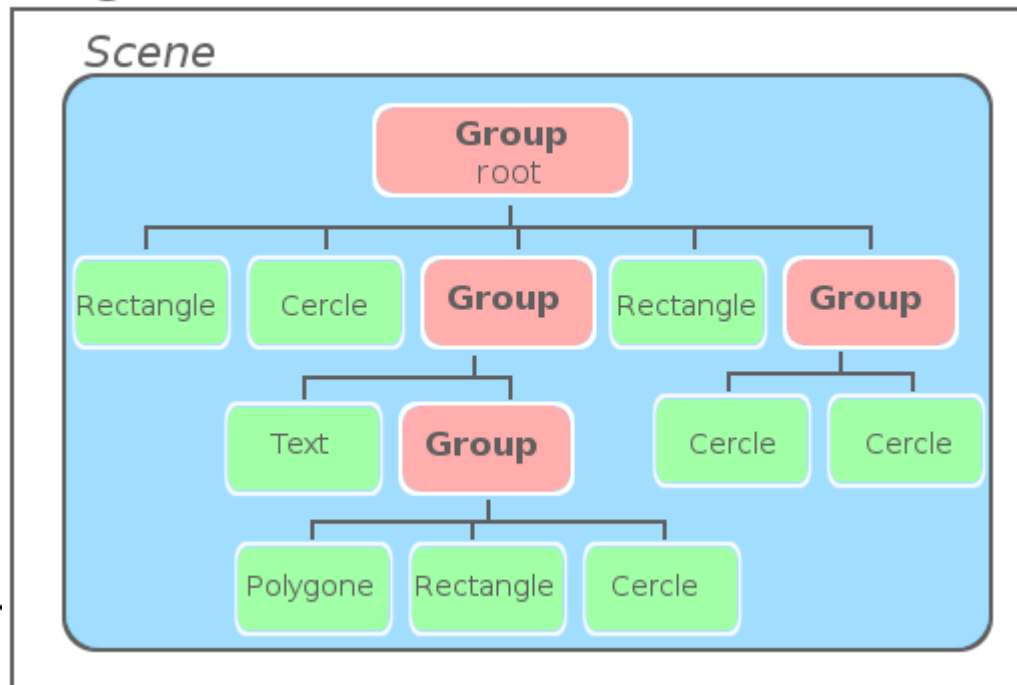 Scene
Group
root
Rectangle
Cercle
Group
Rectangle
Group
Text
Group
Cercle
Cercle
Polygone
Rectangle
Cercle